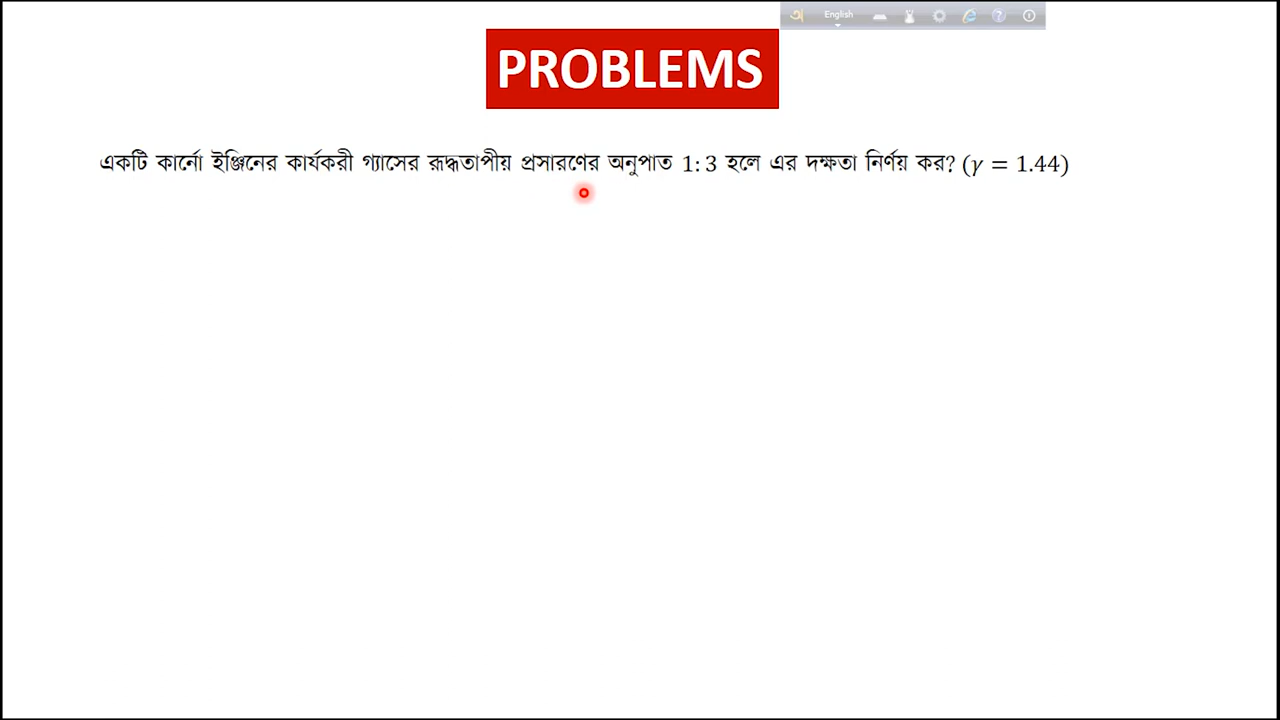 English
PROBLEMS
একটি কার্নো ইঞ্জিনের কার্যকরী গ্যাসের রূদ্ধতাপীয় প্রসারণের অনুপাত 1: 3 হলে এর দক্ষতা নির্ণয় কর? (γ = 1.44)